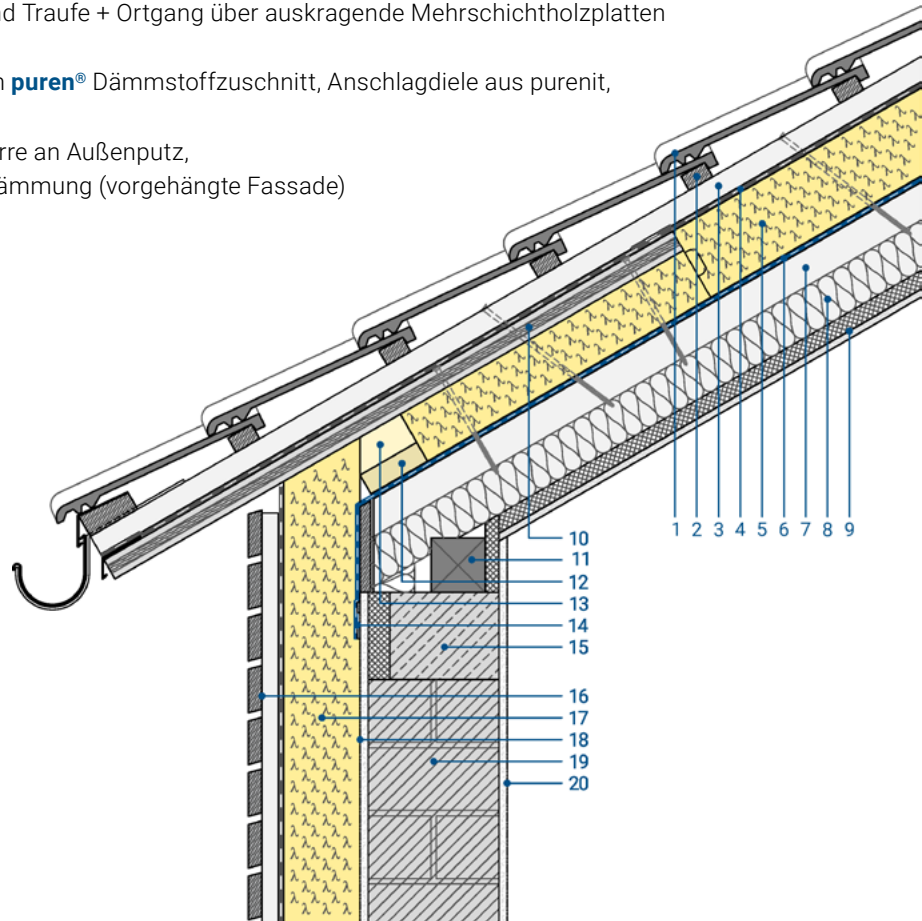 nd Traufe + Ortgang über auskragende Mehrschichtholzplatten
n puren® Dämmstoffzuschnitt, Anschlagdiele aus purenit,
rre an Außenputz,
ämmung (vorgehängte Fassade)
1 2 3 4 5 6 7 8 9
10
11
12
13
14
15
16
17
18
19
20